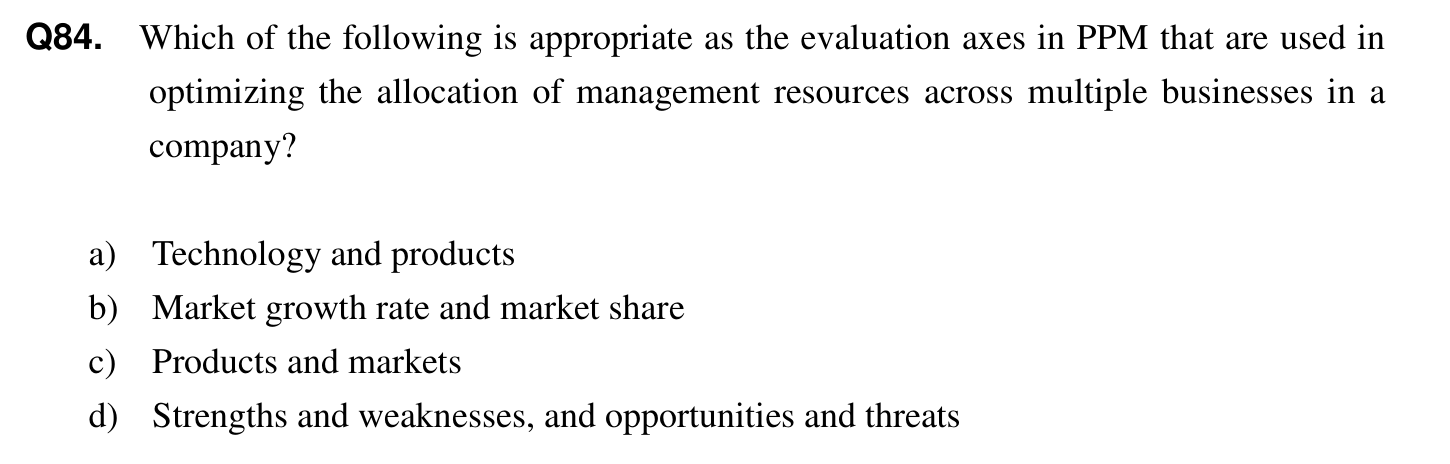 Q84. Which of the following is appropriate as the evaluation axes in PPM that are used in
optimizing the allocation of management resources across multiple businesses in a
company?
a) Technology and products
b) Market growth rate and market share
c) Products and markets
d) Strengths and weaknesses, and opportunities and threats